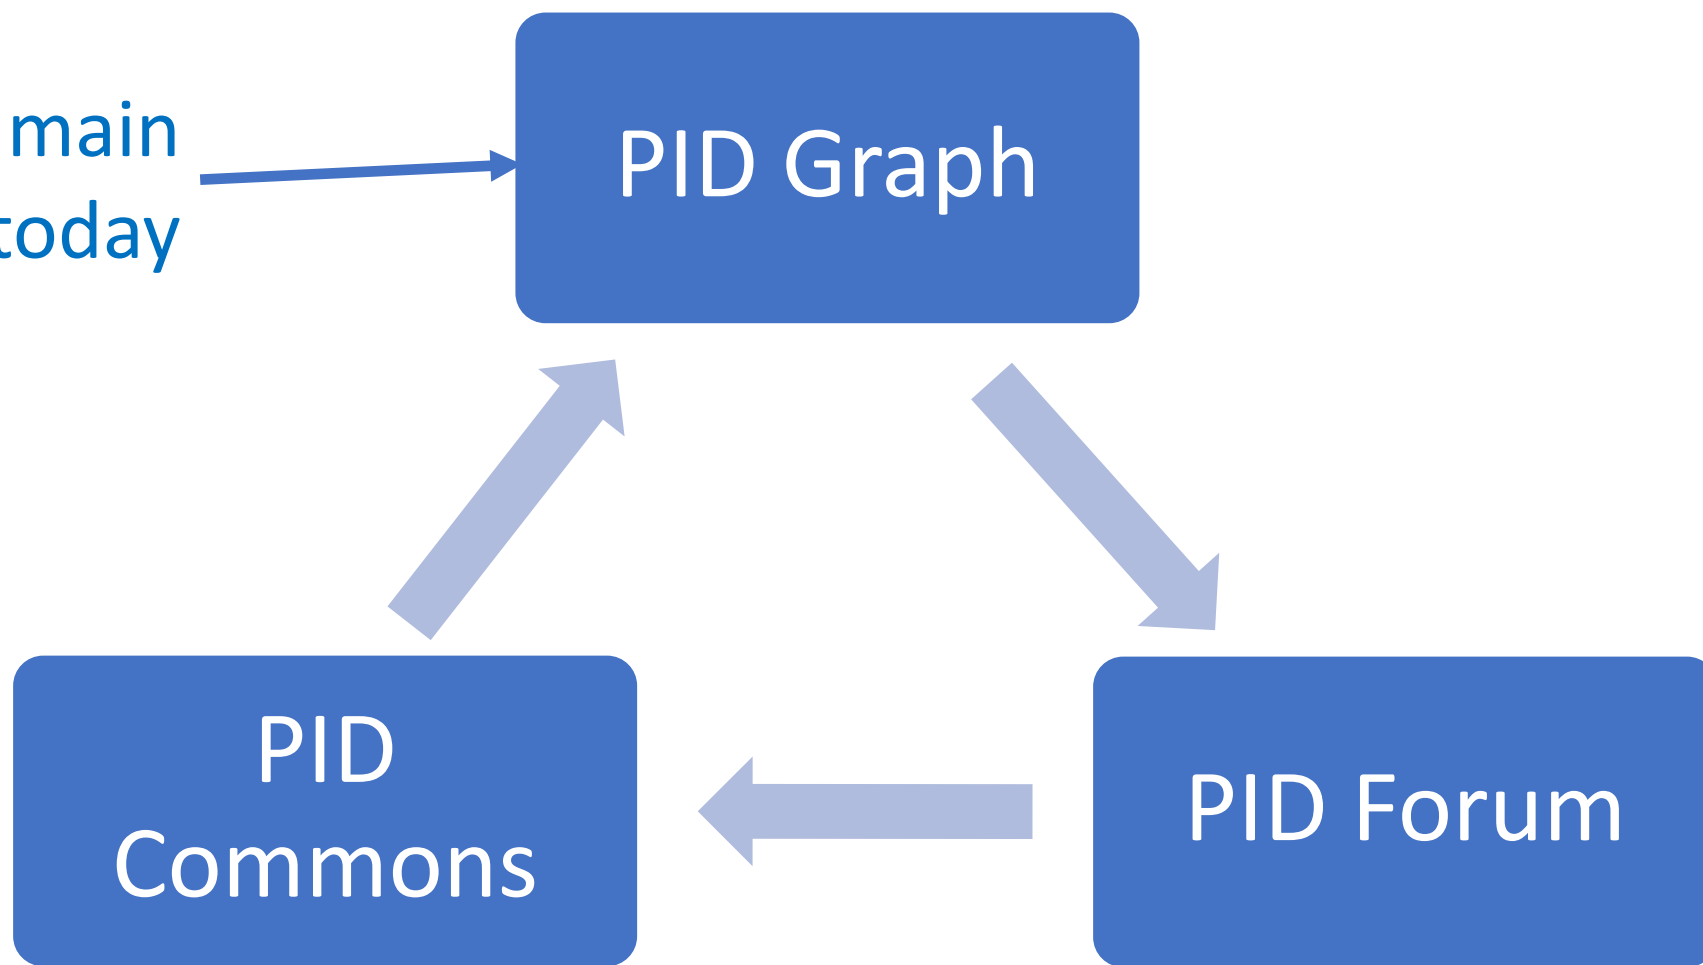 main
today
PID Graph
PID
Commons
PID Forum